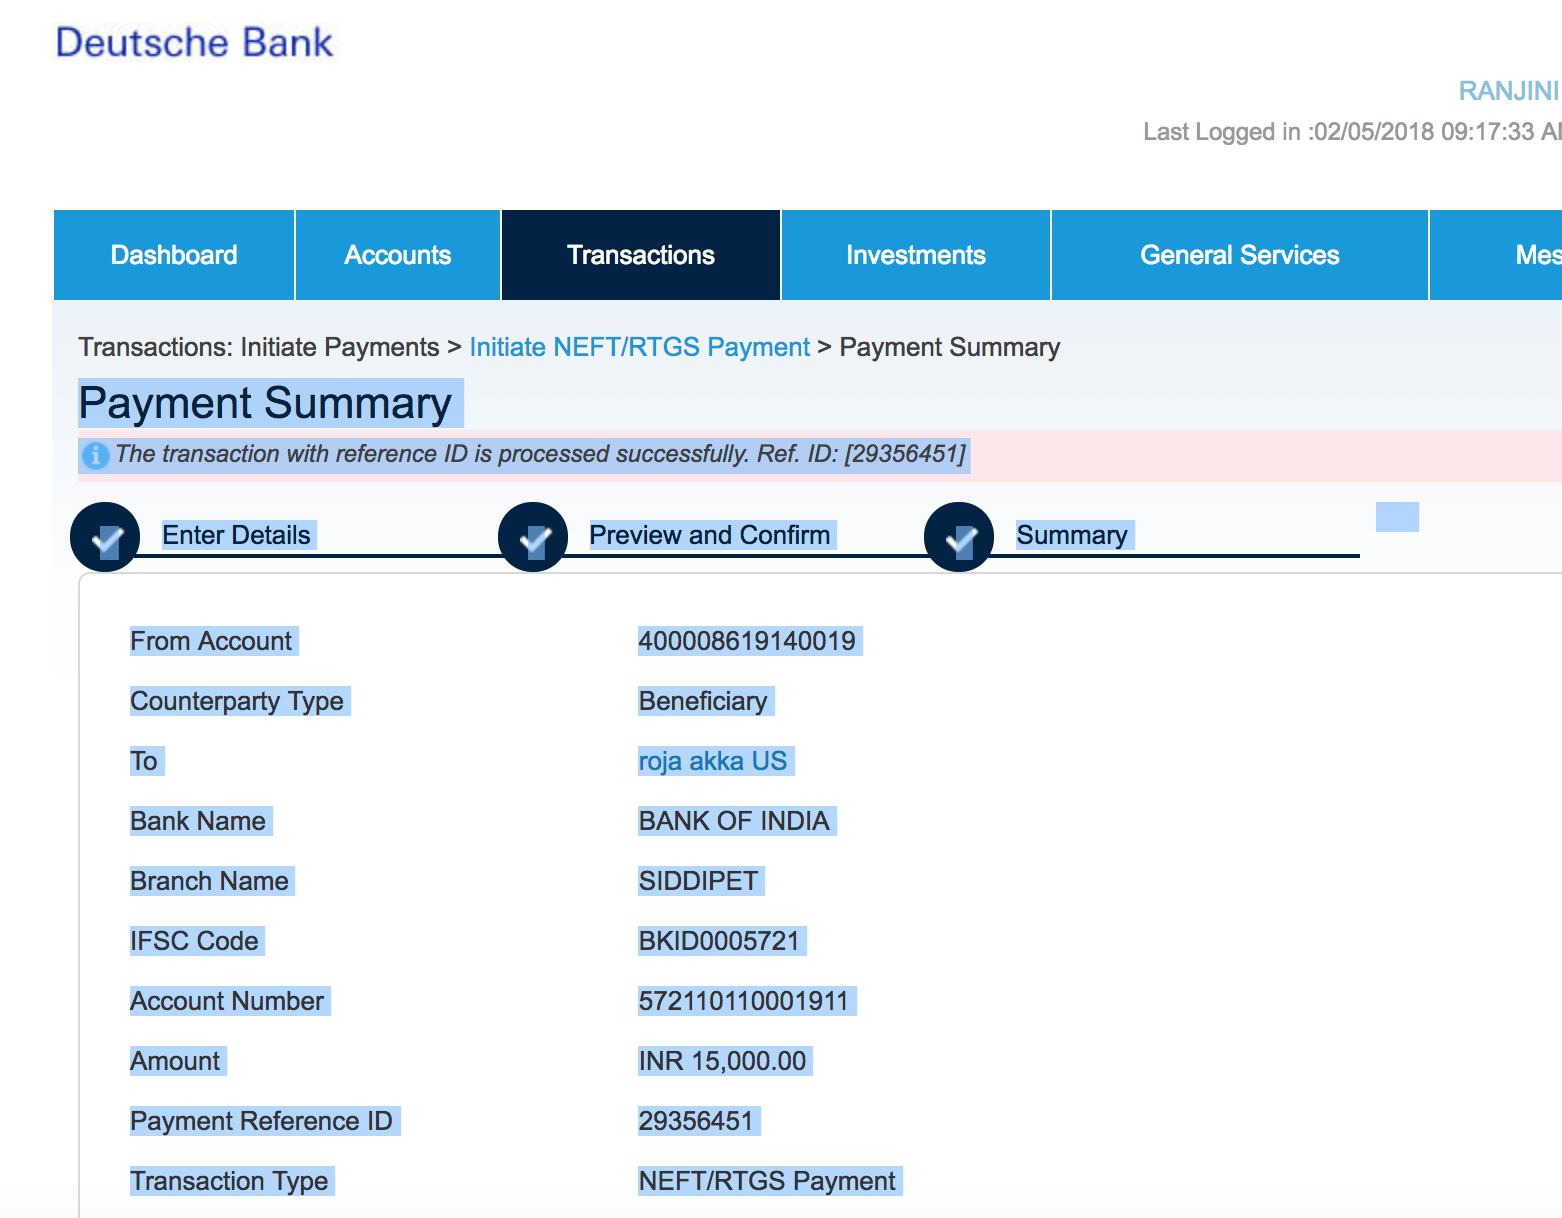 Deutsche Bank
RANJINI
Last Logged in :02/05/2018 09:17:33
Dashboard Accounts Transactions Investments General Services
Transactions: Initiate Payments > Initiate NEFT/RTGS Payment > Payment Summary
Payment Summary
The transaction with reference ID is processed successfully. Ref. ID: [29356451]
Enter Details Preview and Confirm Summary
From Account 400008619140019
Counterparty Type Beneficiary
To roja akka US
Bank Name BANK OF INDIA
Branch Name SIDDIPET
IFSC Code BKID0005721
Account Number 572110110001911
Amount INR 15,000.00
Payment Reference ID 29356451
Transaction Type NEFT/RTGS Payment